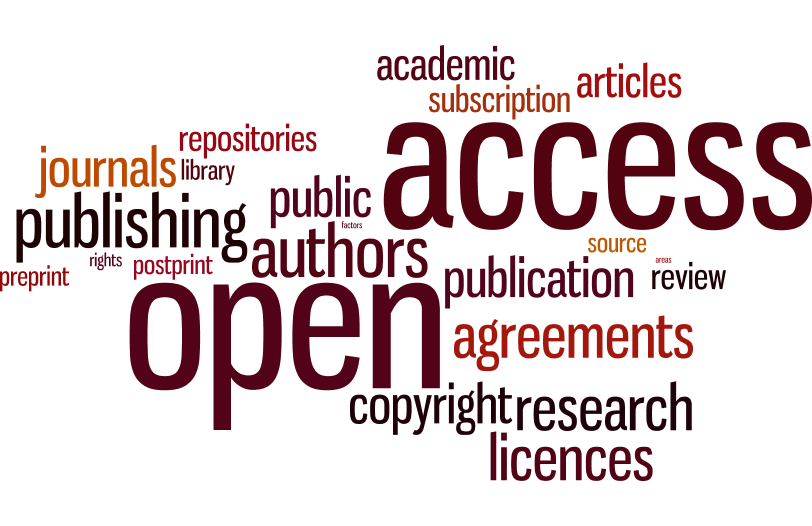 academic
articles
subscription
access
repositories
journals
library
public
publishing
factors
authors
source
rights
postprint
areas
preprint
publication
review
open
agreements
copyright
research
licences